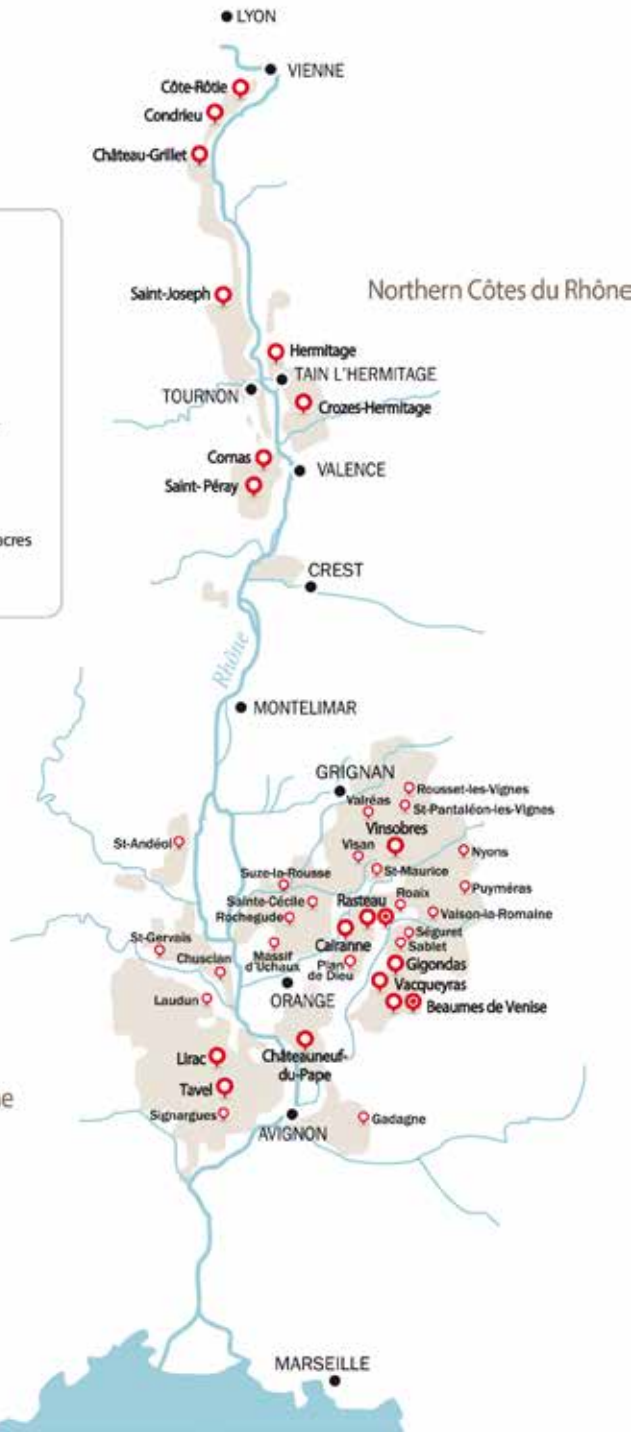 LYON
VIENNE
Côte-Rôtie
Condrieu
Château-Grillet
Saint-Joseph
Northern Côtes du Rhône
Hermitage
TAIN L'HERMITAGE
TOURNON
Crozes-Hermitage
Cornas
VALENCE
Saint- Péray
acres
CREST
Rhône
MONTELIMAR
GRIGNAN
Rousset-les-Vignes
Valréas
St-Pantaléon-les-Vignes
Vinsobres
St-Andéol
Visan
Nyons
St-Maurice
Suze-la-Rousse
Puyméras
Sainte-Cécile
Rasteau
Roaix
Rochegude
Vaison-la-Romaine
Séguret
St-Gervais
Cairanne
Sablet
Chusclan
Massif
d'Uchaux
Plan
de Dieu
Gigondas
Vacqueyras
ORANGE
Laudun
Beaumes de Venise
Lirac
Châteauneuf-
du-Pape
Tavel
Signargues
Gadagne
AVIGNON
MARSEILLE